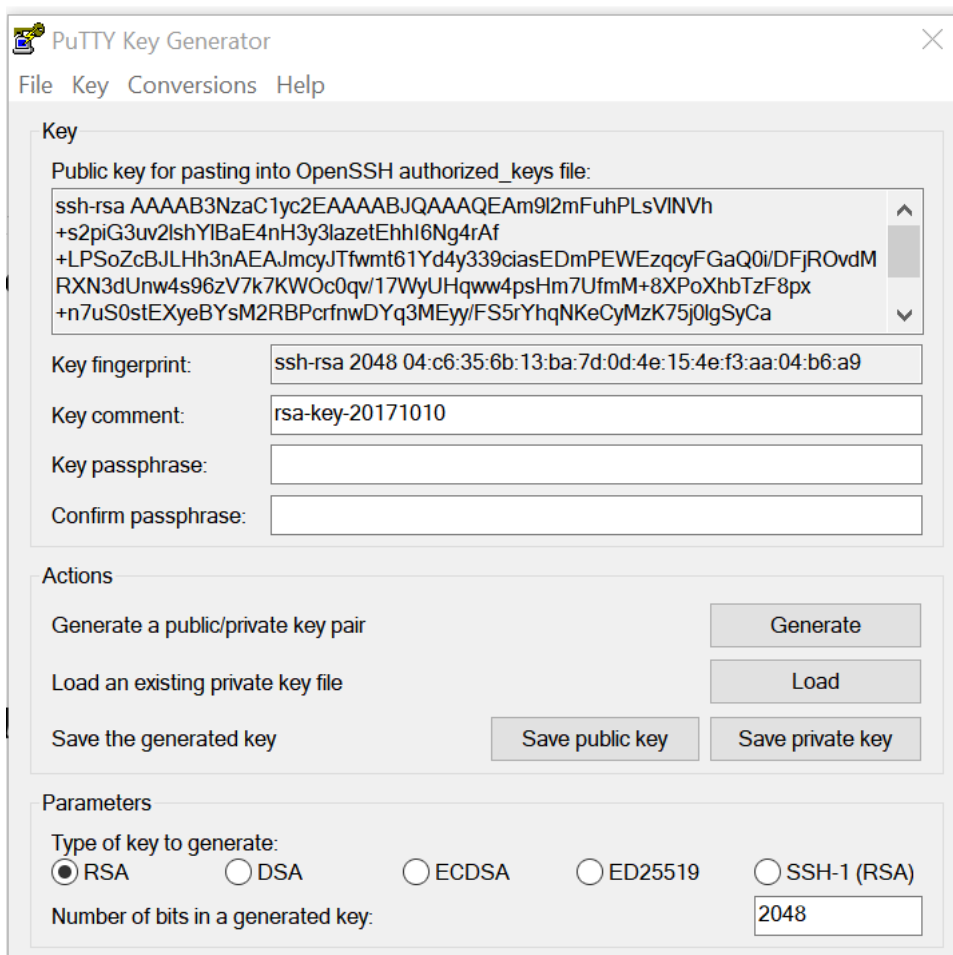 PuTTY Key Generator
File Key Conversions Help
Key
Public key for pasting into OpenSSH authorized_keys file:
ssh-rsa AAAAB3NzaC1yc2EAAAABJQAAAQEAm9l2mFuhPLsVlNVh
+s2piG3uv2lshYlBaE4nH3y3lazetEhhI6Ng4rAf
+LPSoZcBJLHh3nAEAJmcyJTfwmt61Yd4y339ciasEDmPEWEzqcyFGaQ0i/DFjROvdM
RXN3dUnw4s96zV7k7KWOc0qv/17WyUHqww4psHm7UfmM+8XPoXhbTzF8px
+n7uS0stEXyeBYsM2RBPcrfnwDYq3MEyy/FS5rYhqNKeCyMzK75j0lgSyCa
Key fingerprint: ssh-rsa 2048 04:c6:35:6b:13:ba:7d:0d:4e:15:4e:f3:aa:04:b6:a9
Key comment: rsa-key-20171010
Key passphrase:
Confirm passphrase:
Actions
Generate a public/private key pair Generate
Load an existing private key file Load
Save the generated key Save public key Save private key
Parameters
Type of key to generate:
RSA DSA ECDSA ED25519 SSH-1 (RSA)
Number of bits in a generated key: 2048